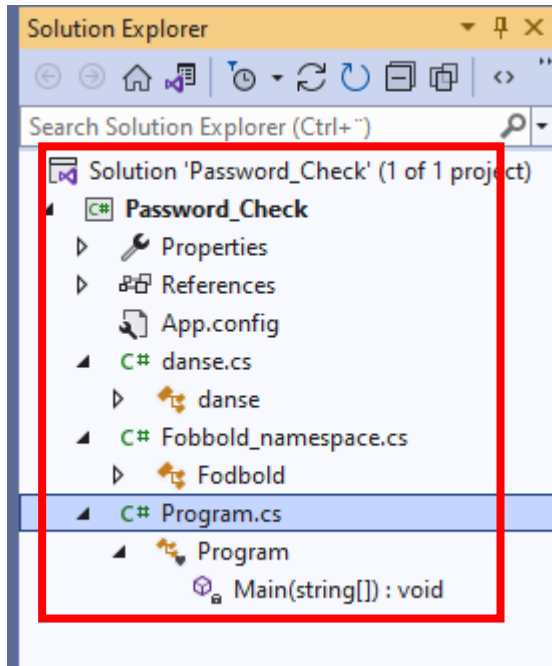 Solution Explorer
Search Solution Explorer (Ctrl+¨)
Solution 'Password_Check' (1 of 1 project)
C# Password_Check
Properties
References
App.config
C# danse.cs
danse
C# Fobbold_namespace.cs
Fodbold
C# Program.cs
Program
Main(string[]) : void